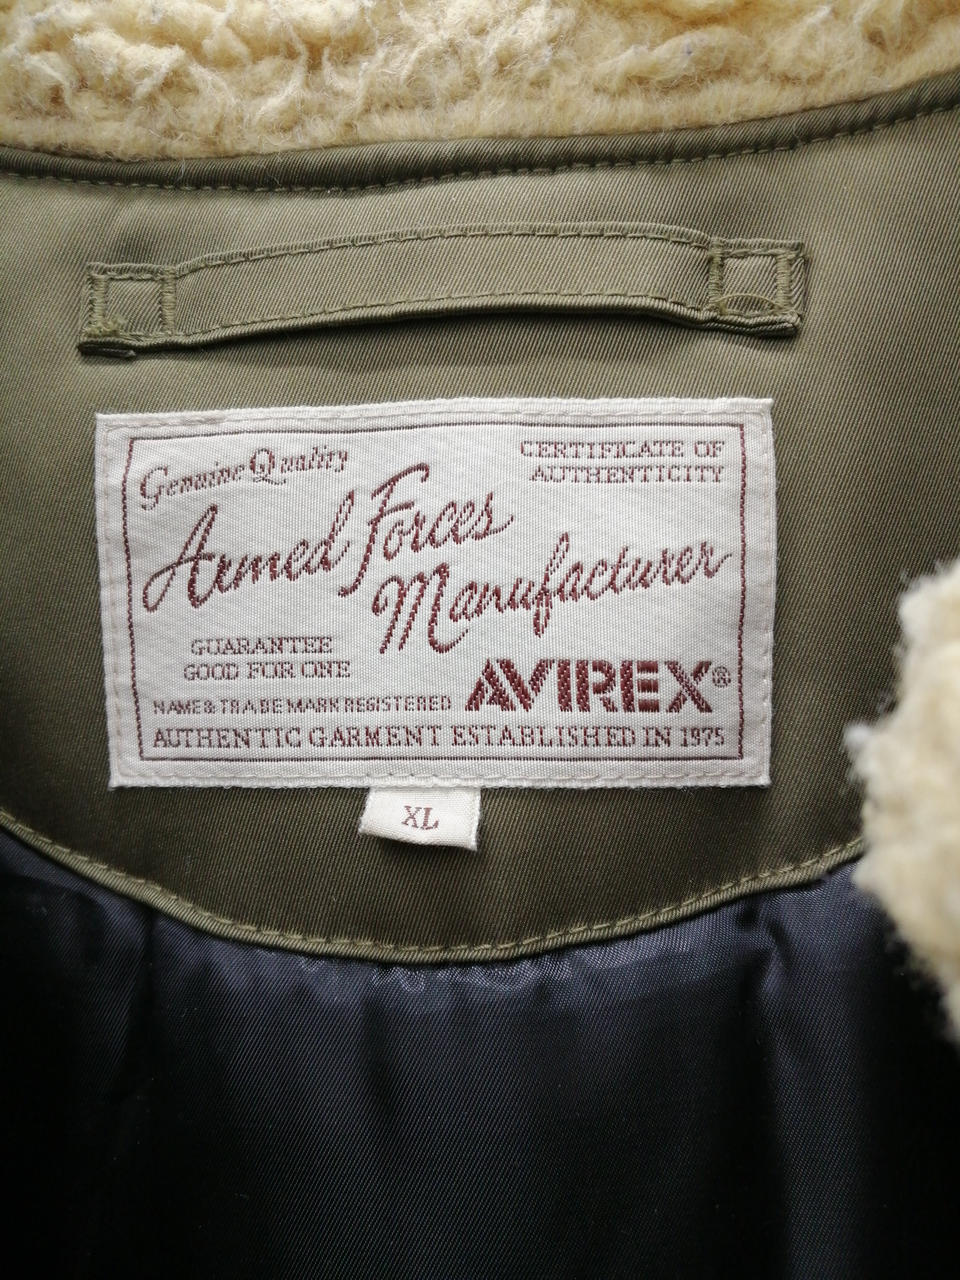 Genuine Quality
CERTIFICATE OF
AUTHENTICITY
Armed Forces
Manufacturer
GUARANTEE
GOOD FOR ONE
NAME & TRADE MARK REGISTERED
AVIREX®
AUTHENTIC GARMENT ESTABLISHED IN 1975
XL